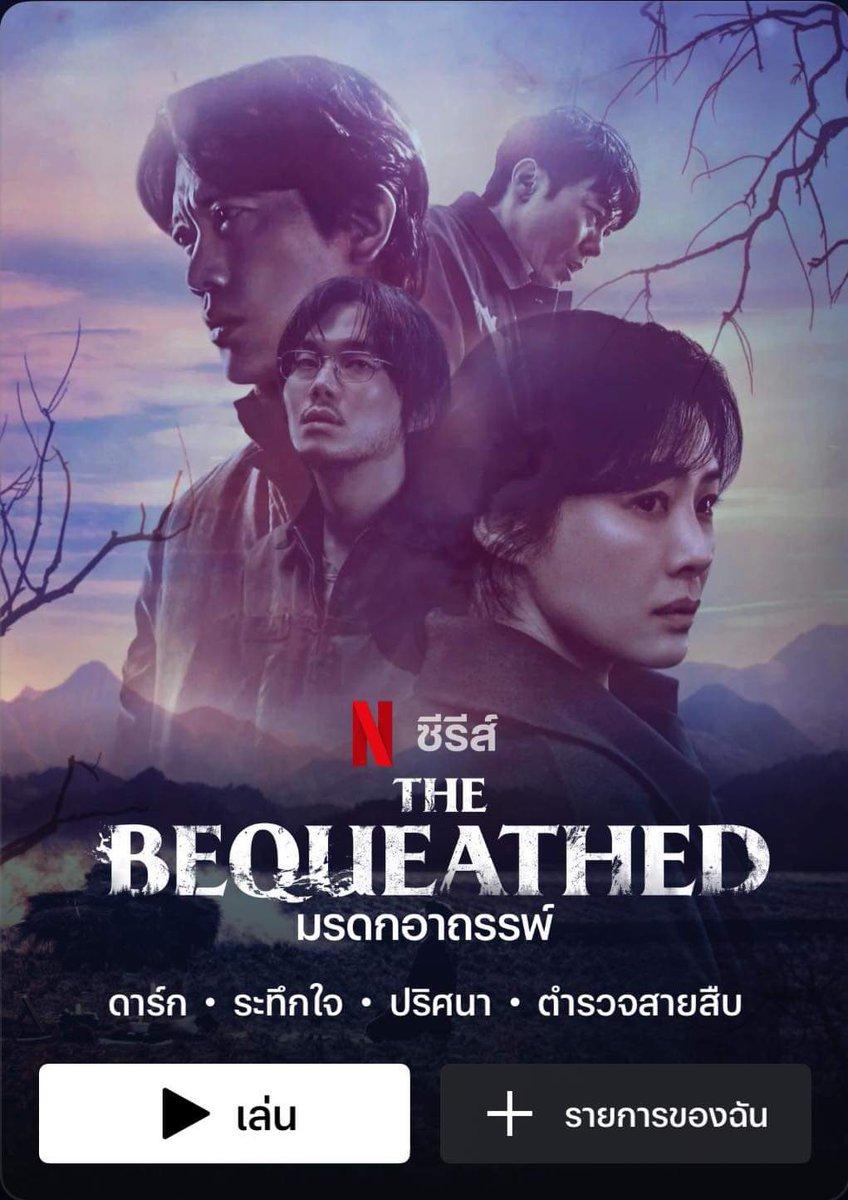 N ซีรีส์
THE
BEQUEATHED
มรดกอาถรรพ์
ดาร์ก • ระทึกใจ • ปริศนา • ตำรวจสายสืบ
เล่น
รายการของฉัน